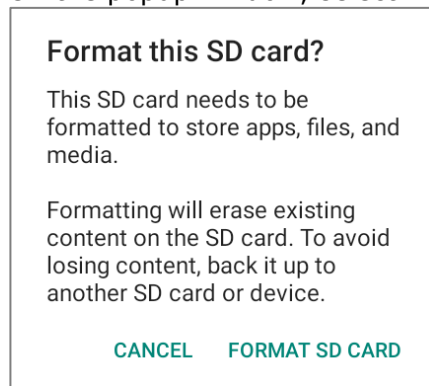 Format this SD card?
This SD card needs to be
formatted to store apps, files, and
media.
Formatting will erase existing
content on the SD card. To avoid
losing content, back it up to
another SD card or device.
CANCEL FORMAT SD CARD